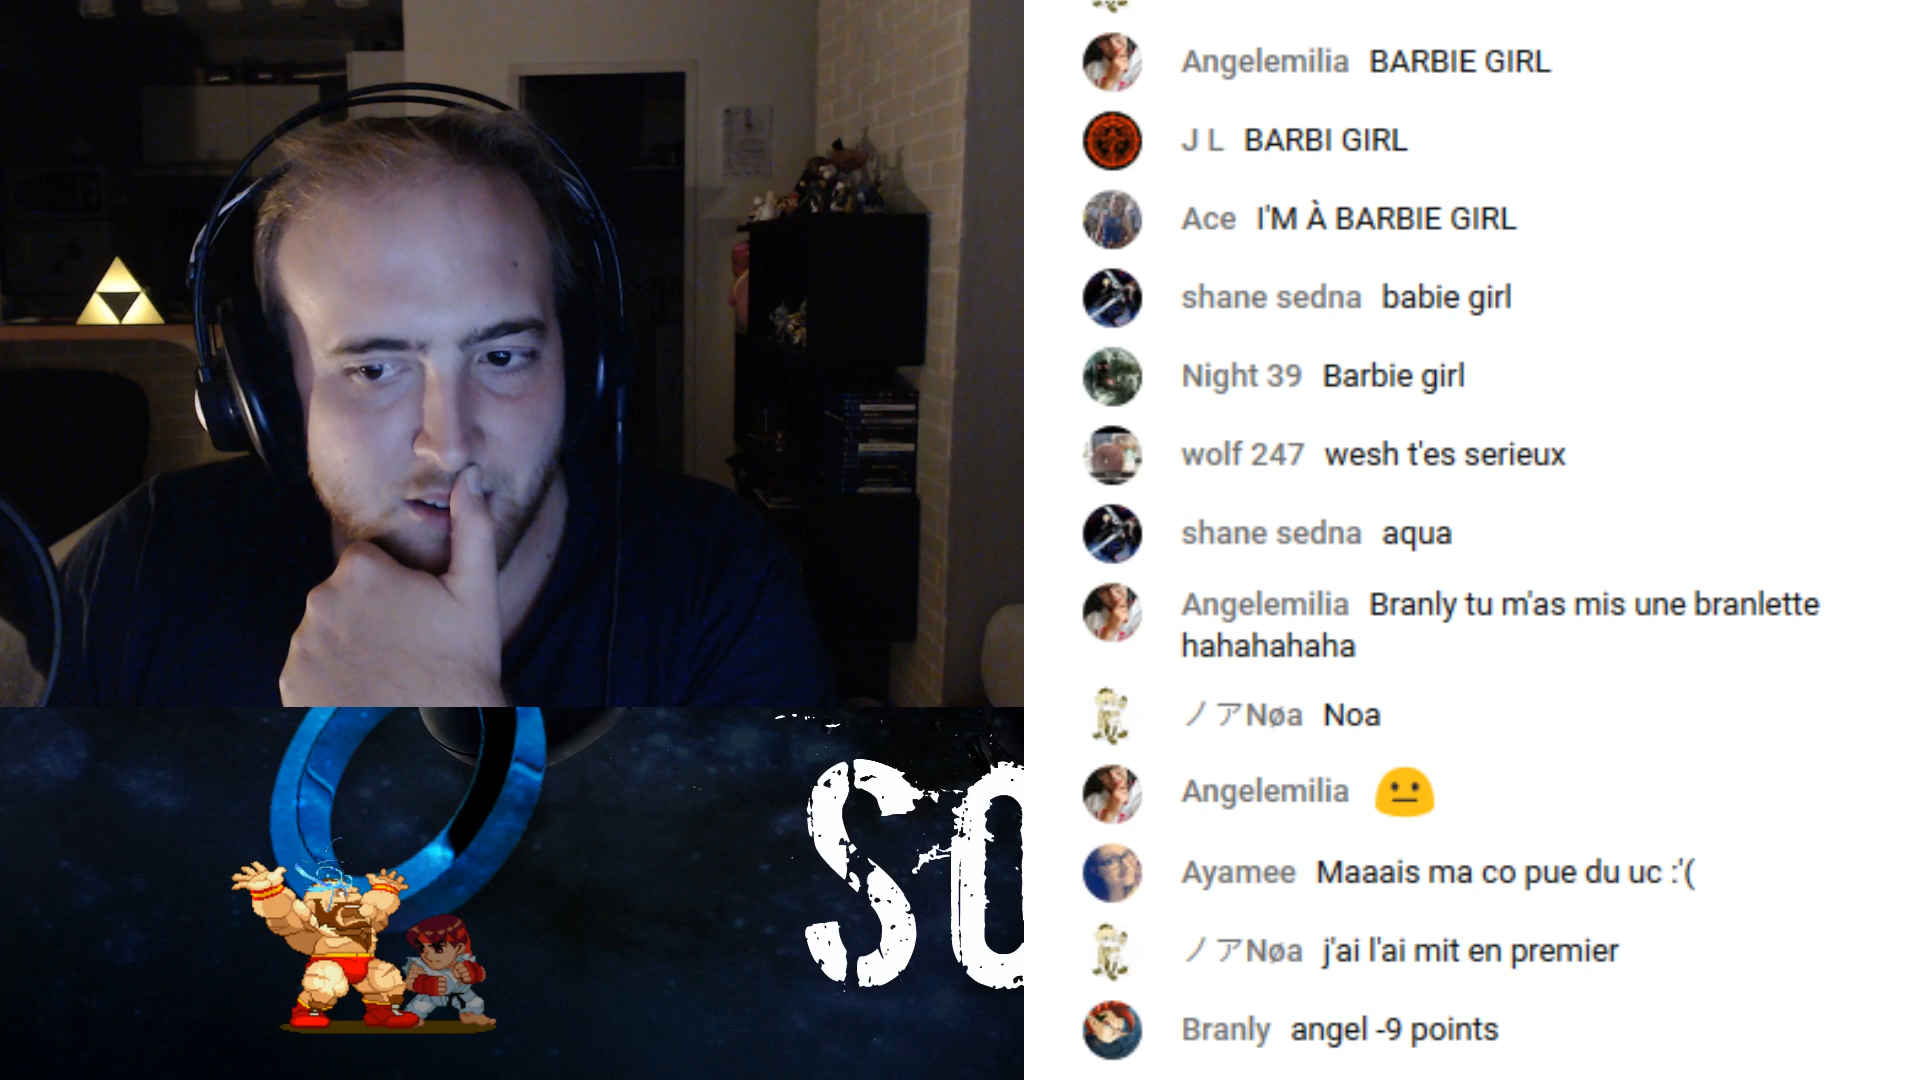 Angelemilia BARBIE GIRL
J L BARBI GIRL
Ace I'M À BARBIE GIRL
shane sedna babie girl
Night 39 Barbie girl
wolf 247 wesh t'es serieux
shane sedna aqua
Angelemilia Branly tu m'as mis une branlette
hahahahaha
ノアNøa Noa
Angelemilia 😐
Ayamee Maaais ma co pue du uc :'(
ノアNøa j'ai l'ai mit en premier
Branly angel -9 points
SO